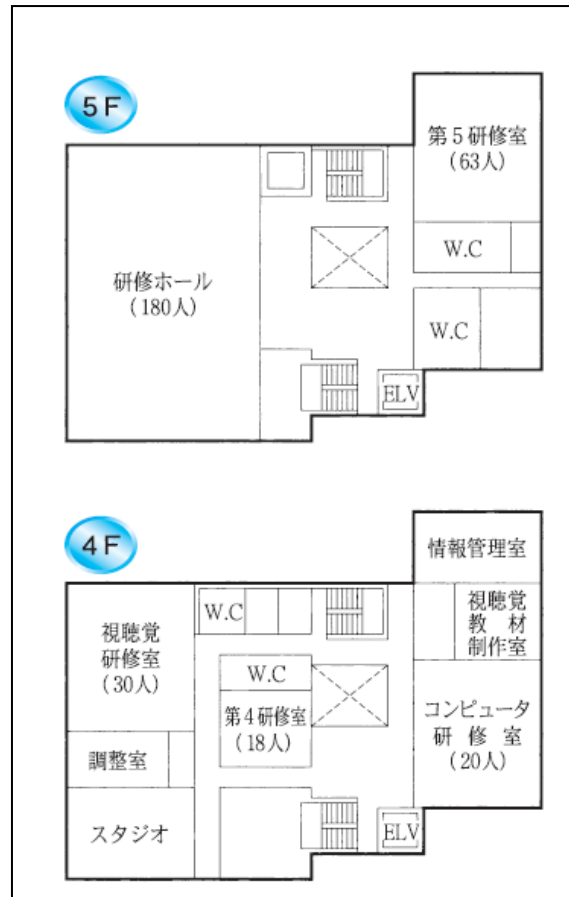 5F
第5研修室
(63人)
W.C
研修ホール
(180人)
W.C
ELV
4F
情報管理室
W.C
視聴覚
教材
制作室
視聴覚
研修室
(30人)
W.C
第4研修室
(18人)
コンピュータ
研修室
(20人)
調整室
スタジオ
ELV